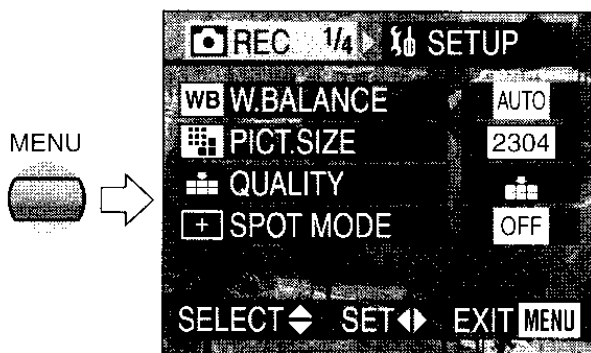 REC 1/4 SETUP
WB W.BALANCE AUTO
PICT.SIZE 2304
MENU
QUALITY
+ SPOT MODE OFF
SELECT SET EXIT MENU